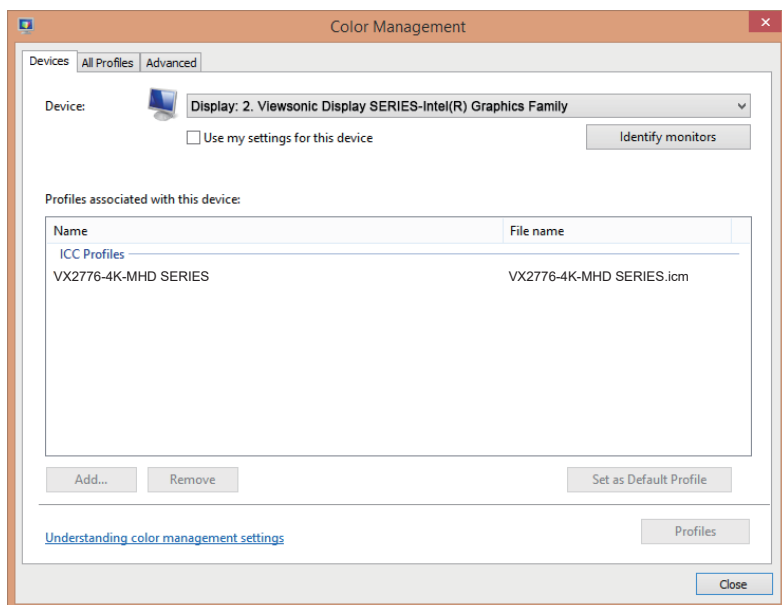 Color Management
Devices All Profiles Advanced
Device: Display: 2. Viewsonic Display SERIES-Intel(R) Graphics Family
Use my settings for this device Identify monitors
Profiles associated with this device:
Name File name
ICC Profiles
VX2776-4K-MHD SERIES VX2776-4K-MHD SERIES.icm
Add... Remove Set as Default Profile
Understanding color management settings Profiles
Close